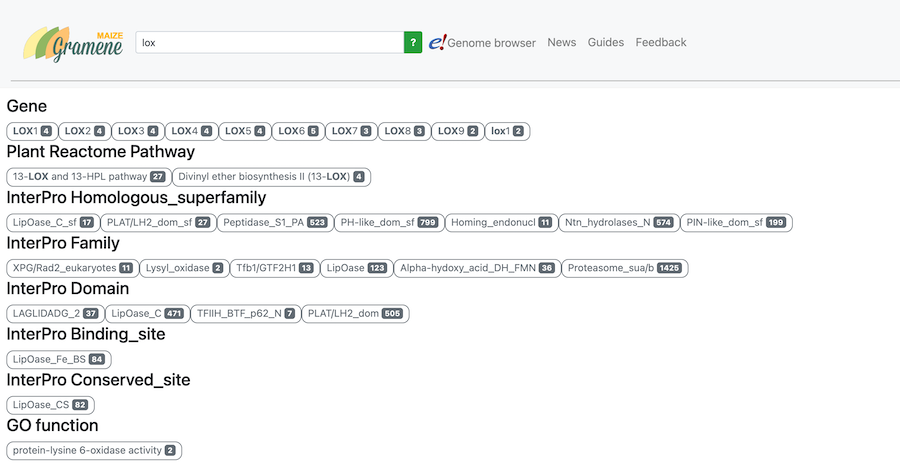 MAIZE
Gramene
lox
?
e! Genome browser News Guides Feedback
Gene
LOX1 4 LOX2 4 LOX3 4 LOX4 4 LOX5 4 LOX6 5 LOX7 3 LOX8 3 LOX9 2 lox1 2
Plant Reactome Pathway
13-LOX and 13-HPL pathway 27 Divinyl ether biosynthesis II (13-LOX) 4
InterPro Homologous_superfamily
LipOase_C_sf 17 PLAT/LH2_dom_sf 27 Peptidase_S1_PA 523 PH-like_dom_sf 799 Homing_endonucl 11 Ntn_hydrolases_N 574 PIN-like_dom_sf 199
InterPro Family
XPG/Rad2_eukaryotes 11 Lysyl_oxidase 2 Tfb1/GTF2H1 13 LipOase 123 Alpha-hydoxy_acid_DH_FMN 36 Proteasome_sua/b 1425
InterPro Domain
LAGLIDADG_2 37 LipOase_C 471 TFIIH_BTF_p62_N 7 PLAT/LH2_dom 505
InterPro Binding_site
LipOase_Fe_BS 84
InterPro Conserved_site
LipOase_CS 82
GO function
protein-lysine 6-oxidase activity 2